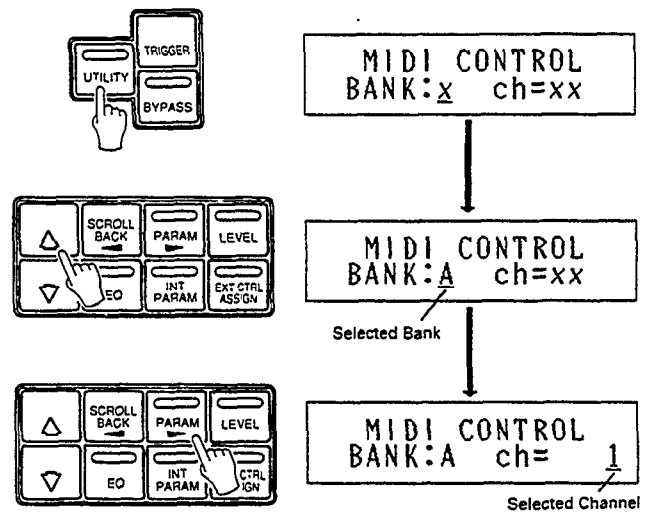 TRIGGER
UTILITY
BYPASS
MIDI CONTROL
BANK:x ch=xx
SCROLL
BACK
PARAM
LEVEL
EQ
INT
PARAM
EXT CTRL
ASSIGN
MIDI CONTROL
BANK:A ch=xx
Selected Bank
SCROLL
BACK
PARAM
LEVEL
EQ
INT
PARAM
CTRL
IGN
MIDI CONTROL
BANK:A ch= 1
Selected Channel